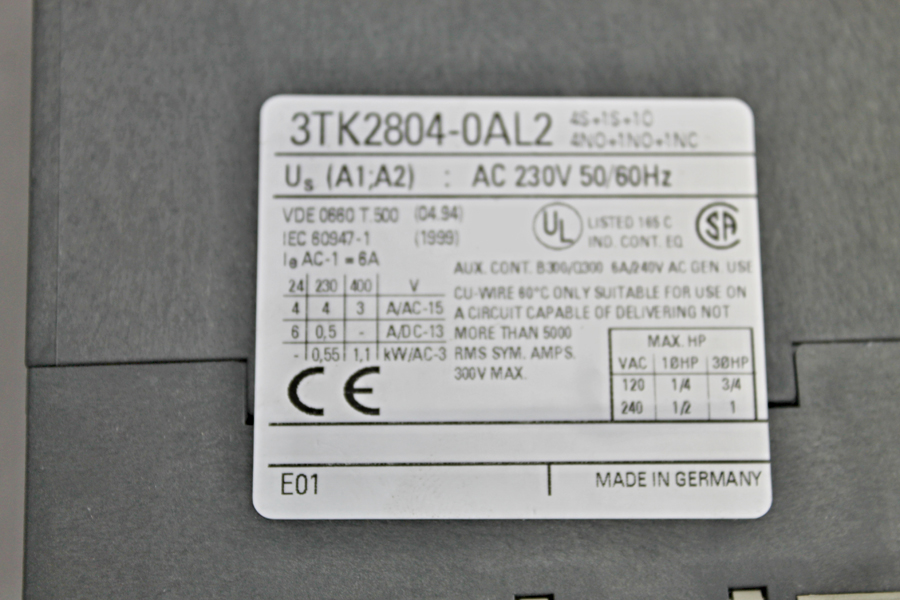 3TK2804-0AL2 4S+1S+1Ö
4NO+1NO+1NC
Us (A1;A2) : AC 230V 50/60Hz
VDE 0660 T.500 (04.94)
IEC 60947-1 (1999)
Ie AC-1 = 6A
UL LISTED 165 C
IND. CONT. EQ
SA
AUX. CONT. B300/Q300 6A/240V AC GEN. USE
CU-WIRE 60°C ONLY SUITABLE FOR USE ON
A CIRCUIT CAPABLE OF DELIVERING NOT
MORE THAN 5000
RMS SYM. AMPS.
300V MAX.
24 230 400 V
4 4 3 A/AC-15
6 0,5 - A/DC-13
- 0,55 1,1 kW/AC-3
MAX. HP
VAC 1ØHP 3ØHP
120 1/4 3/4
240 1/2 1
CE
E01 MADE IN GERMANY